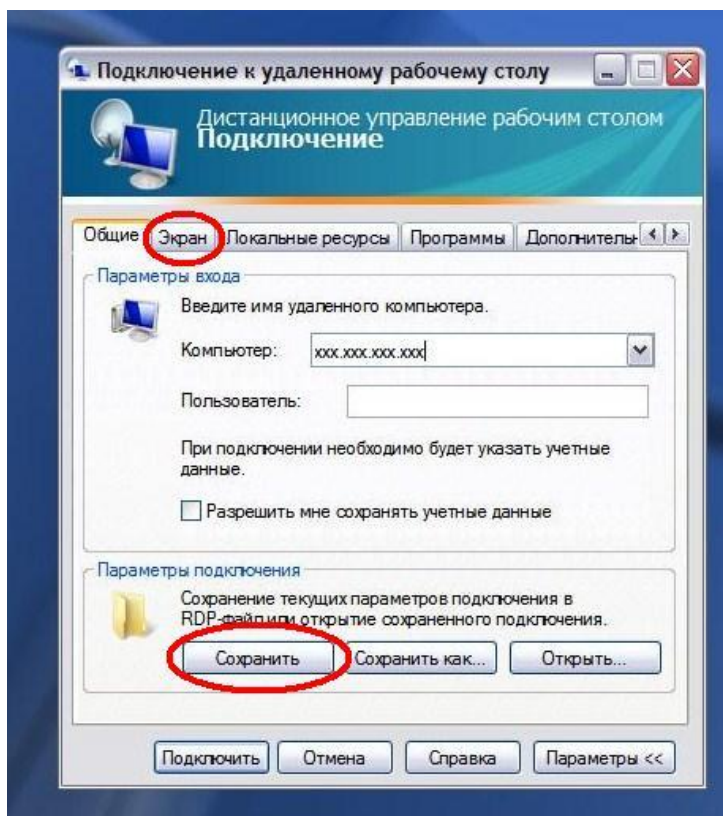 Подключение к удаленному рабочему столу
Дистанционное управление рабочим столом
Подключение
Общие Экран Локальные ресурсы Программы Дополнитель
Параметры входа
Введите имя удаленного компьютера.
Компьютер: xxx.xxx.xxx.xxx
Пользователь:
При подключении необходимо будет указать учетные
данные.
Разрешить мне сохранять учетные данные
Параметры подключения
Сохранение текущих параметров подключения в
RDP-файл или открытие сохраненного подключения.
Сохранить Сохранить как... Открыть...
Подключить Отмена Справка Параметры <<